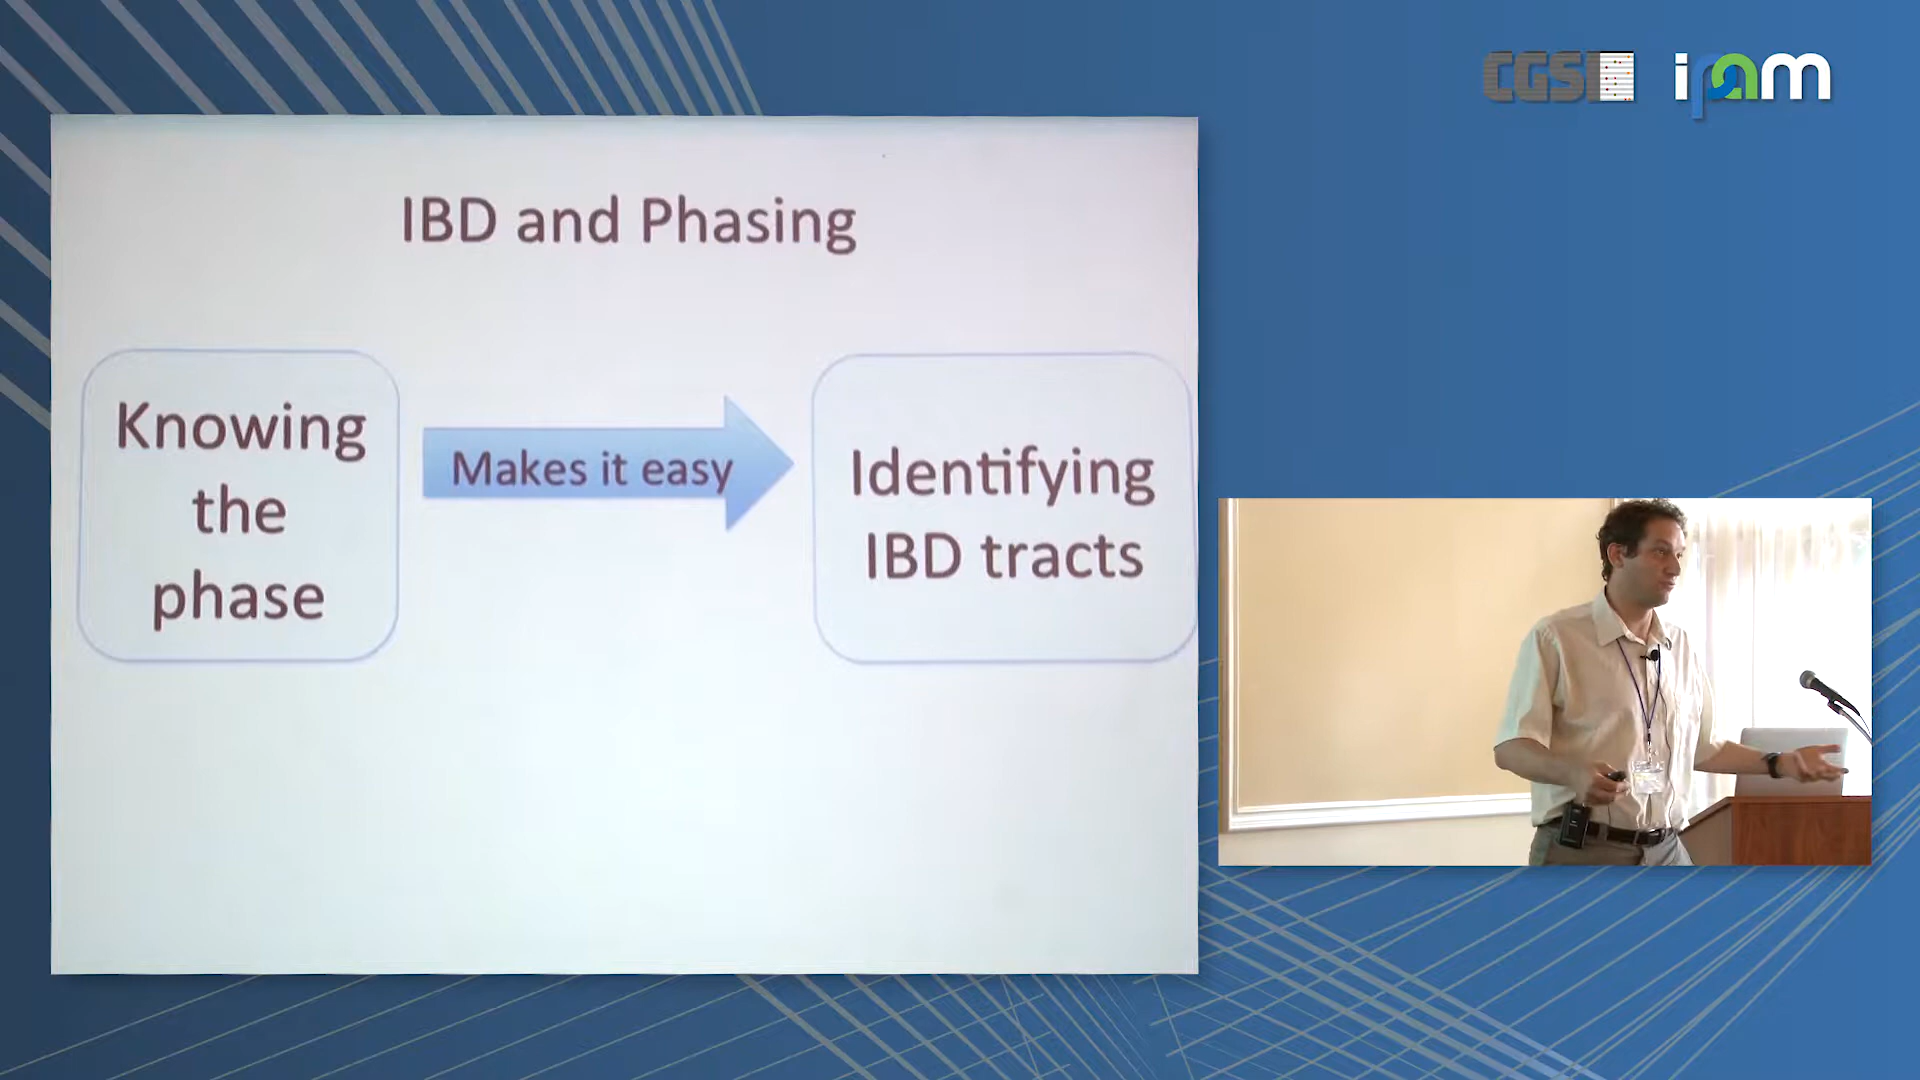 CGSI
ipam
IBD and Phasing
Knowing
the
phase
Makes it easy
Identifying
IBD tracts